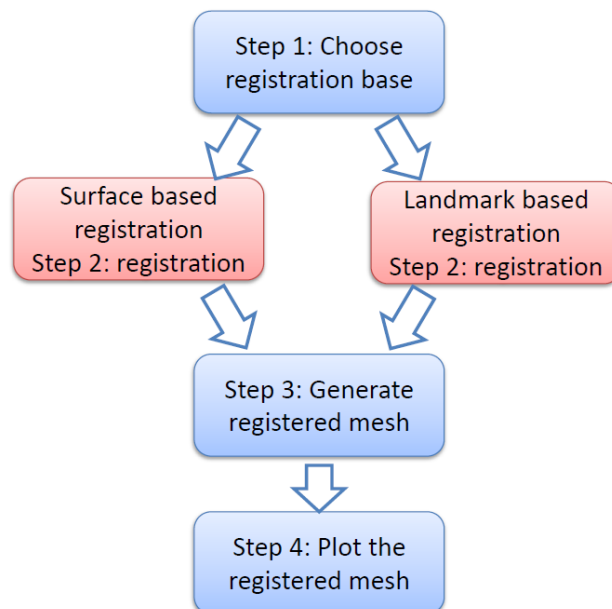 Step 1: Choose
registration base
Surface based
registration
Step 2: registration
Landmark based
registration
Step 2: registration
Step 3: Generate
registered mesh
Step 4: Plot the
registered mesh